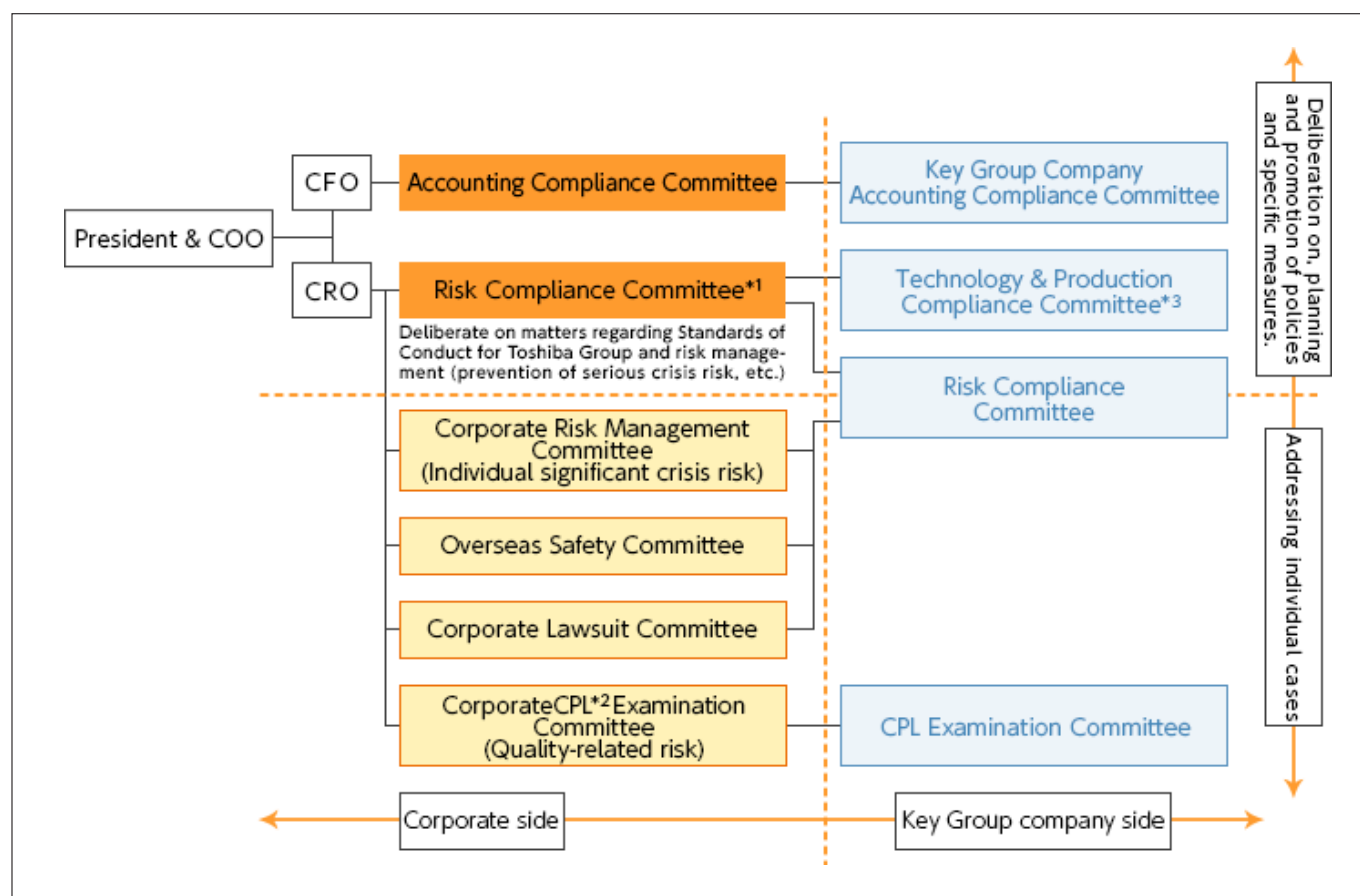 CFO
Accounting Compliance Committee
Key Group Company
Accounting Compliance Committee
President & COO
CRO
Risk Compliance Committee*1
Deliberate on matters regarding Standards of
Conduct for Toshiba Group and risk manage-
ment (prevention of serious crisis risk, etc.)
Technology & Production
Compliance Committee*3
Risk Compliance
Committee
Corporate Risk Management
Committee
(Individual significant crisis risk)
Overseas Safety Committee
Corporate Lawsuit Committee
CorporateCPL*2Examination
Committee
(Quality-related risk)
CPL Examination Committee
Deliberation on, planning
and promotion of policies
and specific measures.
Addressing individual cases
Corporate side
Key Group company side